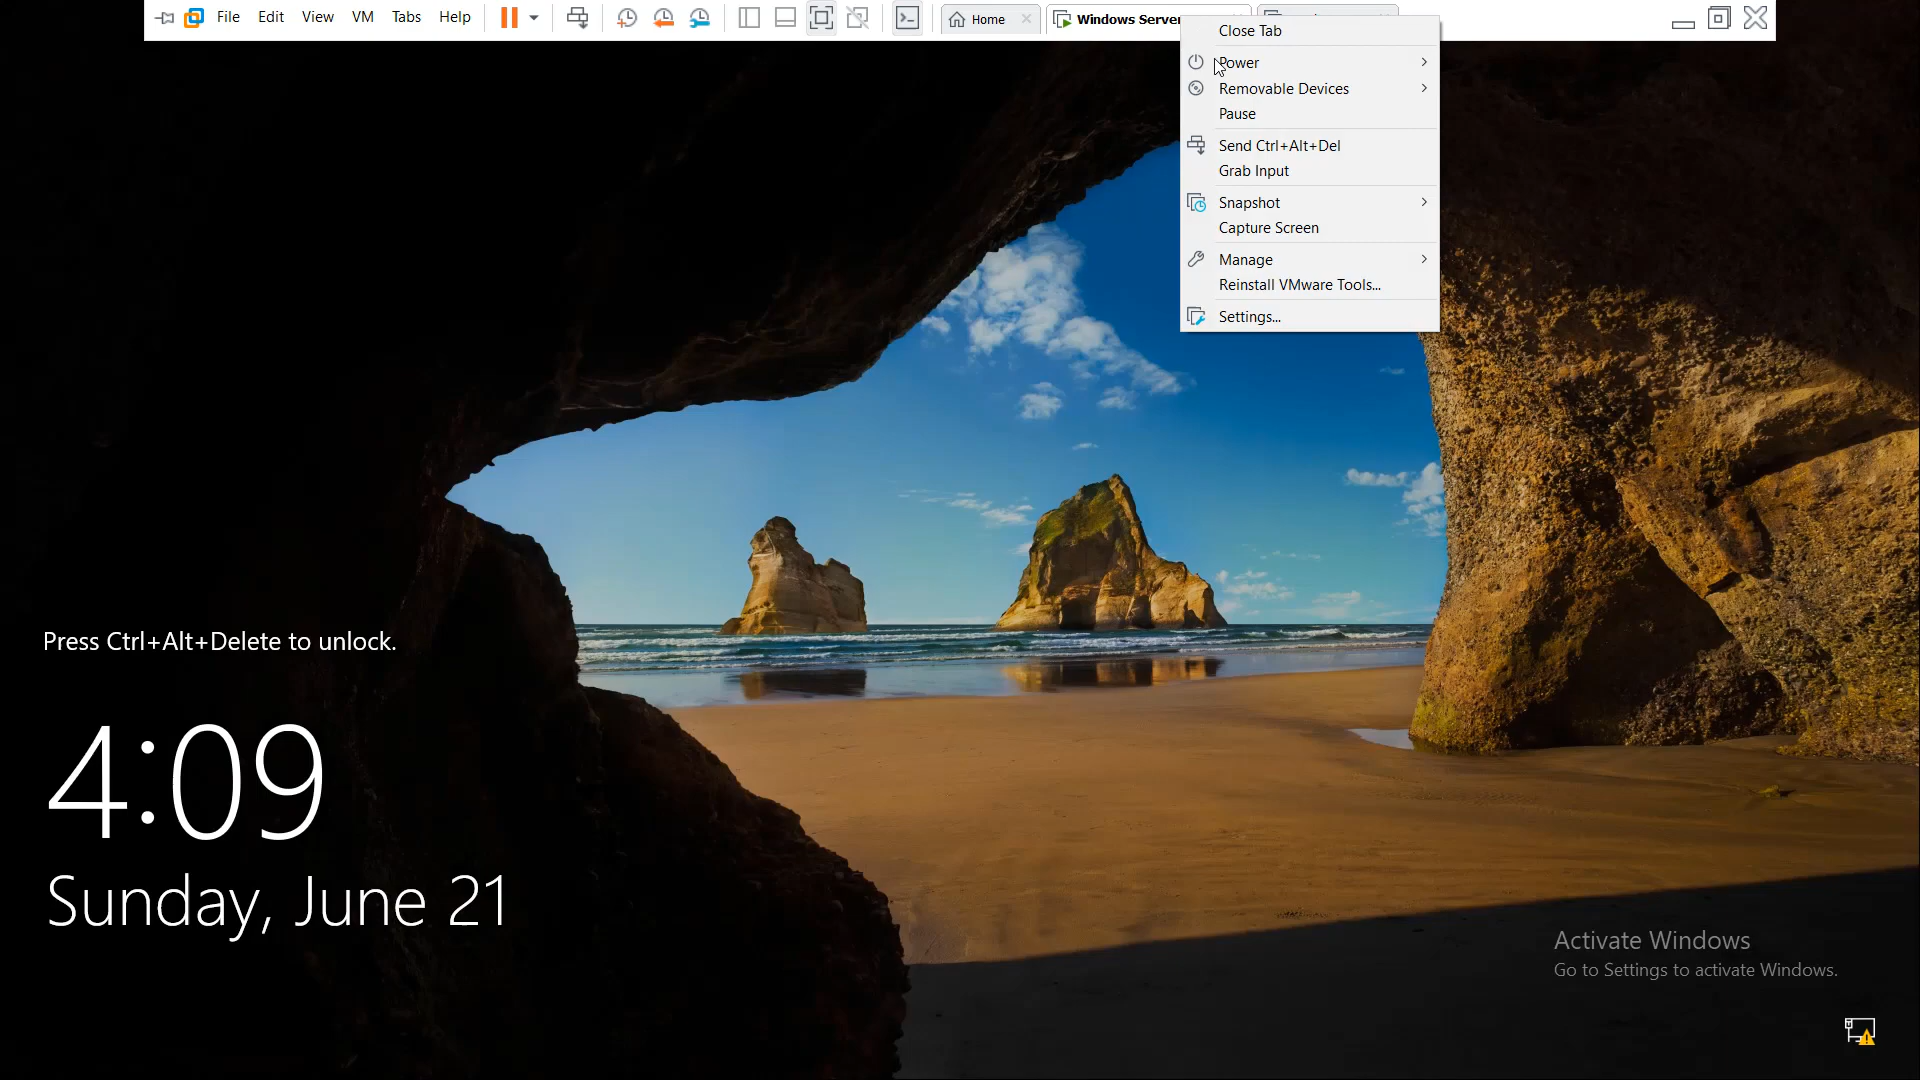 File Edit View VM Tabs Help
Home
Windows Server
Close Tab
Power
Removable Devices
Pause
Send Ctrl+Alt+Del
Grab Input
Snapshot
Capture Screen
Manage
Reinstall VMware Tools...
Settings...
Press Ctrl+Alt+Delete to unlock.
4:09
Sunday, June 21
Activate Windows
Go to Settings to activate Windows.